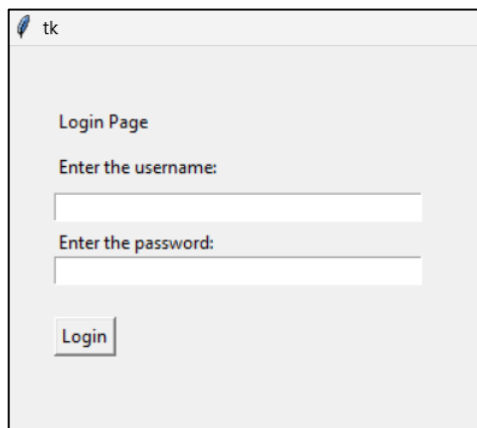 tk
Login Page
Enter the username:
Enter the password:
Login